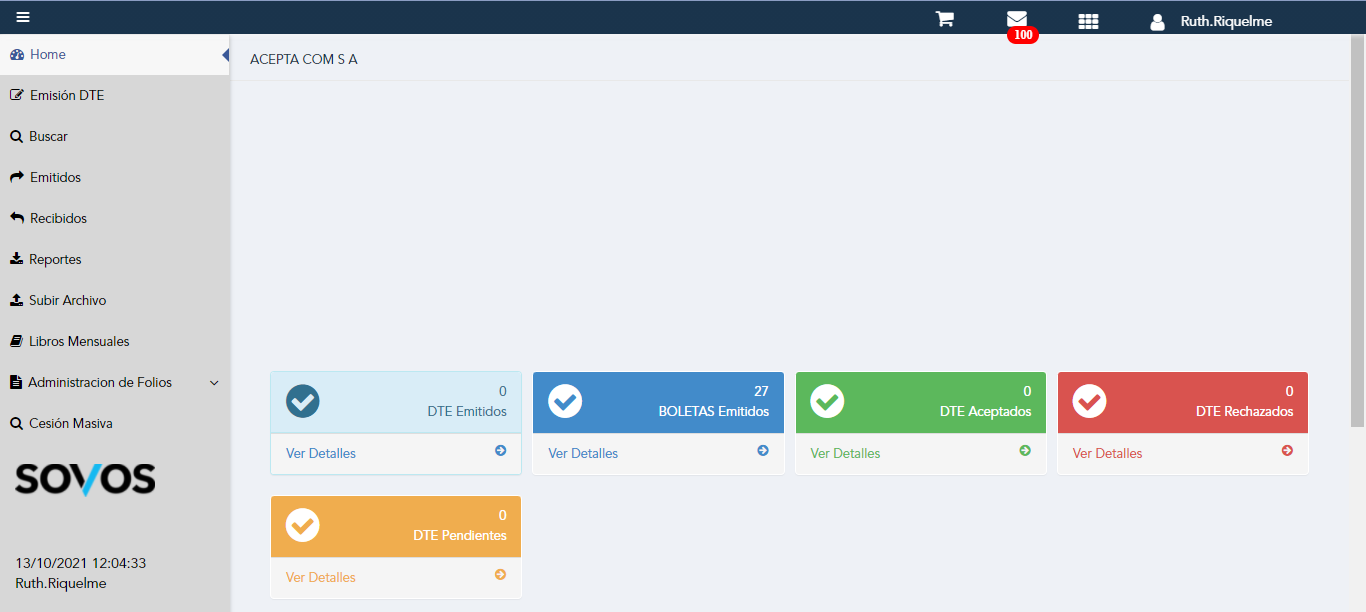 100
Ruth.Riquelme
Home
ACEPTA COM S A
Emisión DTE
Buscar
Emitidos
Recibidos
Reportes
Subir Archivo
Libros Mensuales
Administracion de Folios
Cesión Masiva
SOVOS
13/10/2021 12:04:33
Ruth.Riquelme
0
DTE Emitidos
Ver Detalles
27
BOLETAS Emitidos
Ver Detalles
0
DTE Aceptados
Ver Detalles
0
DTE Rechazados
Ver Detalles
0
DTE Pendientes
Ver Detalles